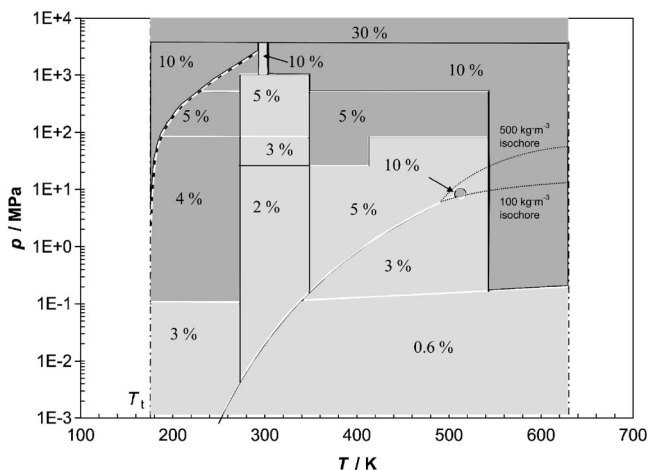 1E+4
30 %
10 %
10 %
10 %
1E+3
5 %
5 %
5 %
1E+2
500 kg·m⁻³
isochore
3 %
10 %
1E+1
4 %
2 %
5 %
100 kg·m⁻³
isochore
p / MPa
1E+0
3 %
1E-1
3 %
0.6 %
1E-2
Tt
1E-3
100
200
300
400
500
600
700
T / K